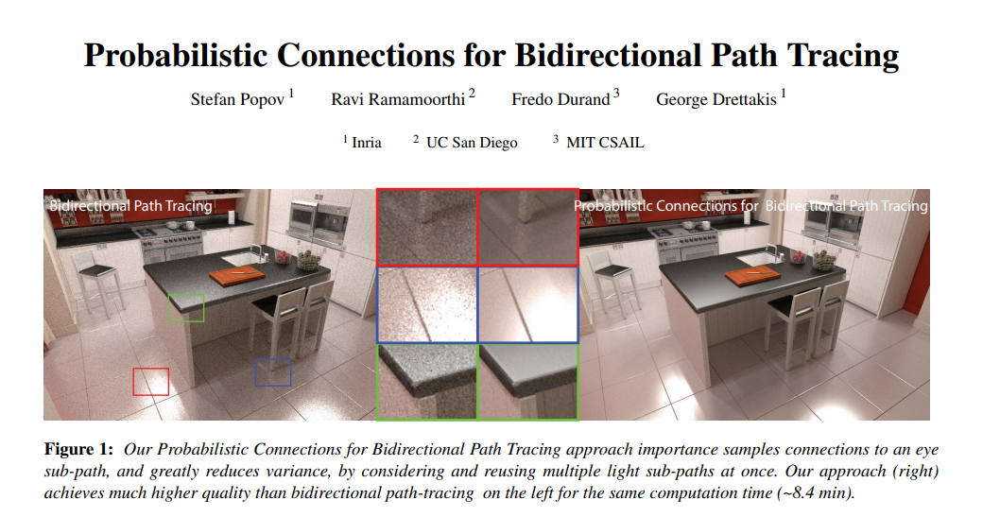 Probabilistic Connections for Bidirectional Path Tracing
Stefan Popov 1 Ravi Ramamoorthi 2 Fredo Durand 3 George Drettakis 1
1 Inria 2 UC San Diego 3 MIT CSAIL
Bidirectional Path Tracing
Probabilistic Connections for Bidirectional Path Tracing
Figure 1: Our Probabilistic Connections for Bidirectional Path Tracing approach importance samples connections to an eye
sub-path, and greatly reduces variance, by considering and reusing multiple light sub-paths at once. Our approach (right)
achieves much higher quality than bidirectional path-tracing on the left for the same computation time (~8.4 min).